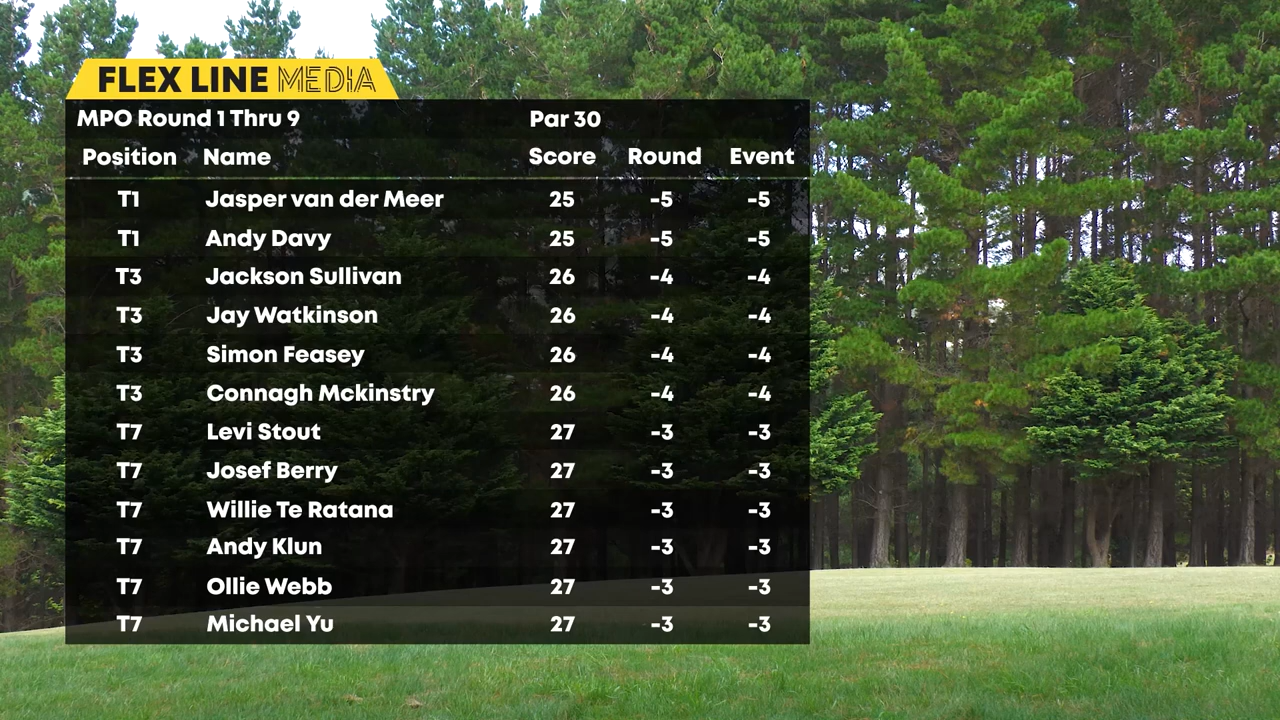 FLEX LINE MEDIA
MPO Round 1 Thru 9 Par 30
Position Name Score Round Event
T1 Jasper van der Meer 25 -5 -5
T1 Andy Davy 25 -5 -5
T3 Jackson Sullivan 26 -4 -4
T3 Jay Watkinson 26 -4 -4
T3 Simon Feasey 26 -4 -4
T3 Connagh Mckinstry 26 -4 -4
T7 Levi Stout 27 -3 -3
T7 Josef Berry 27 -3 -3
T7 Willie Te Ratana 27 -3 -3
T7 Andy Klun 27 -3 -3
T7 Ollie Webb 27 -3 -3
T7 Michael Yu 27 -3 -3